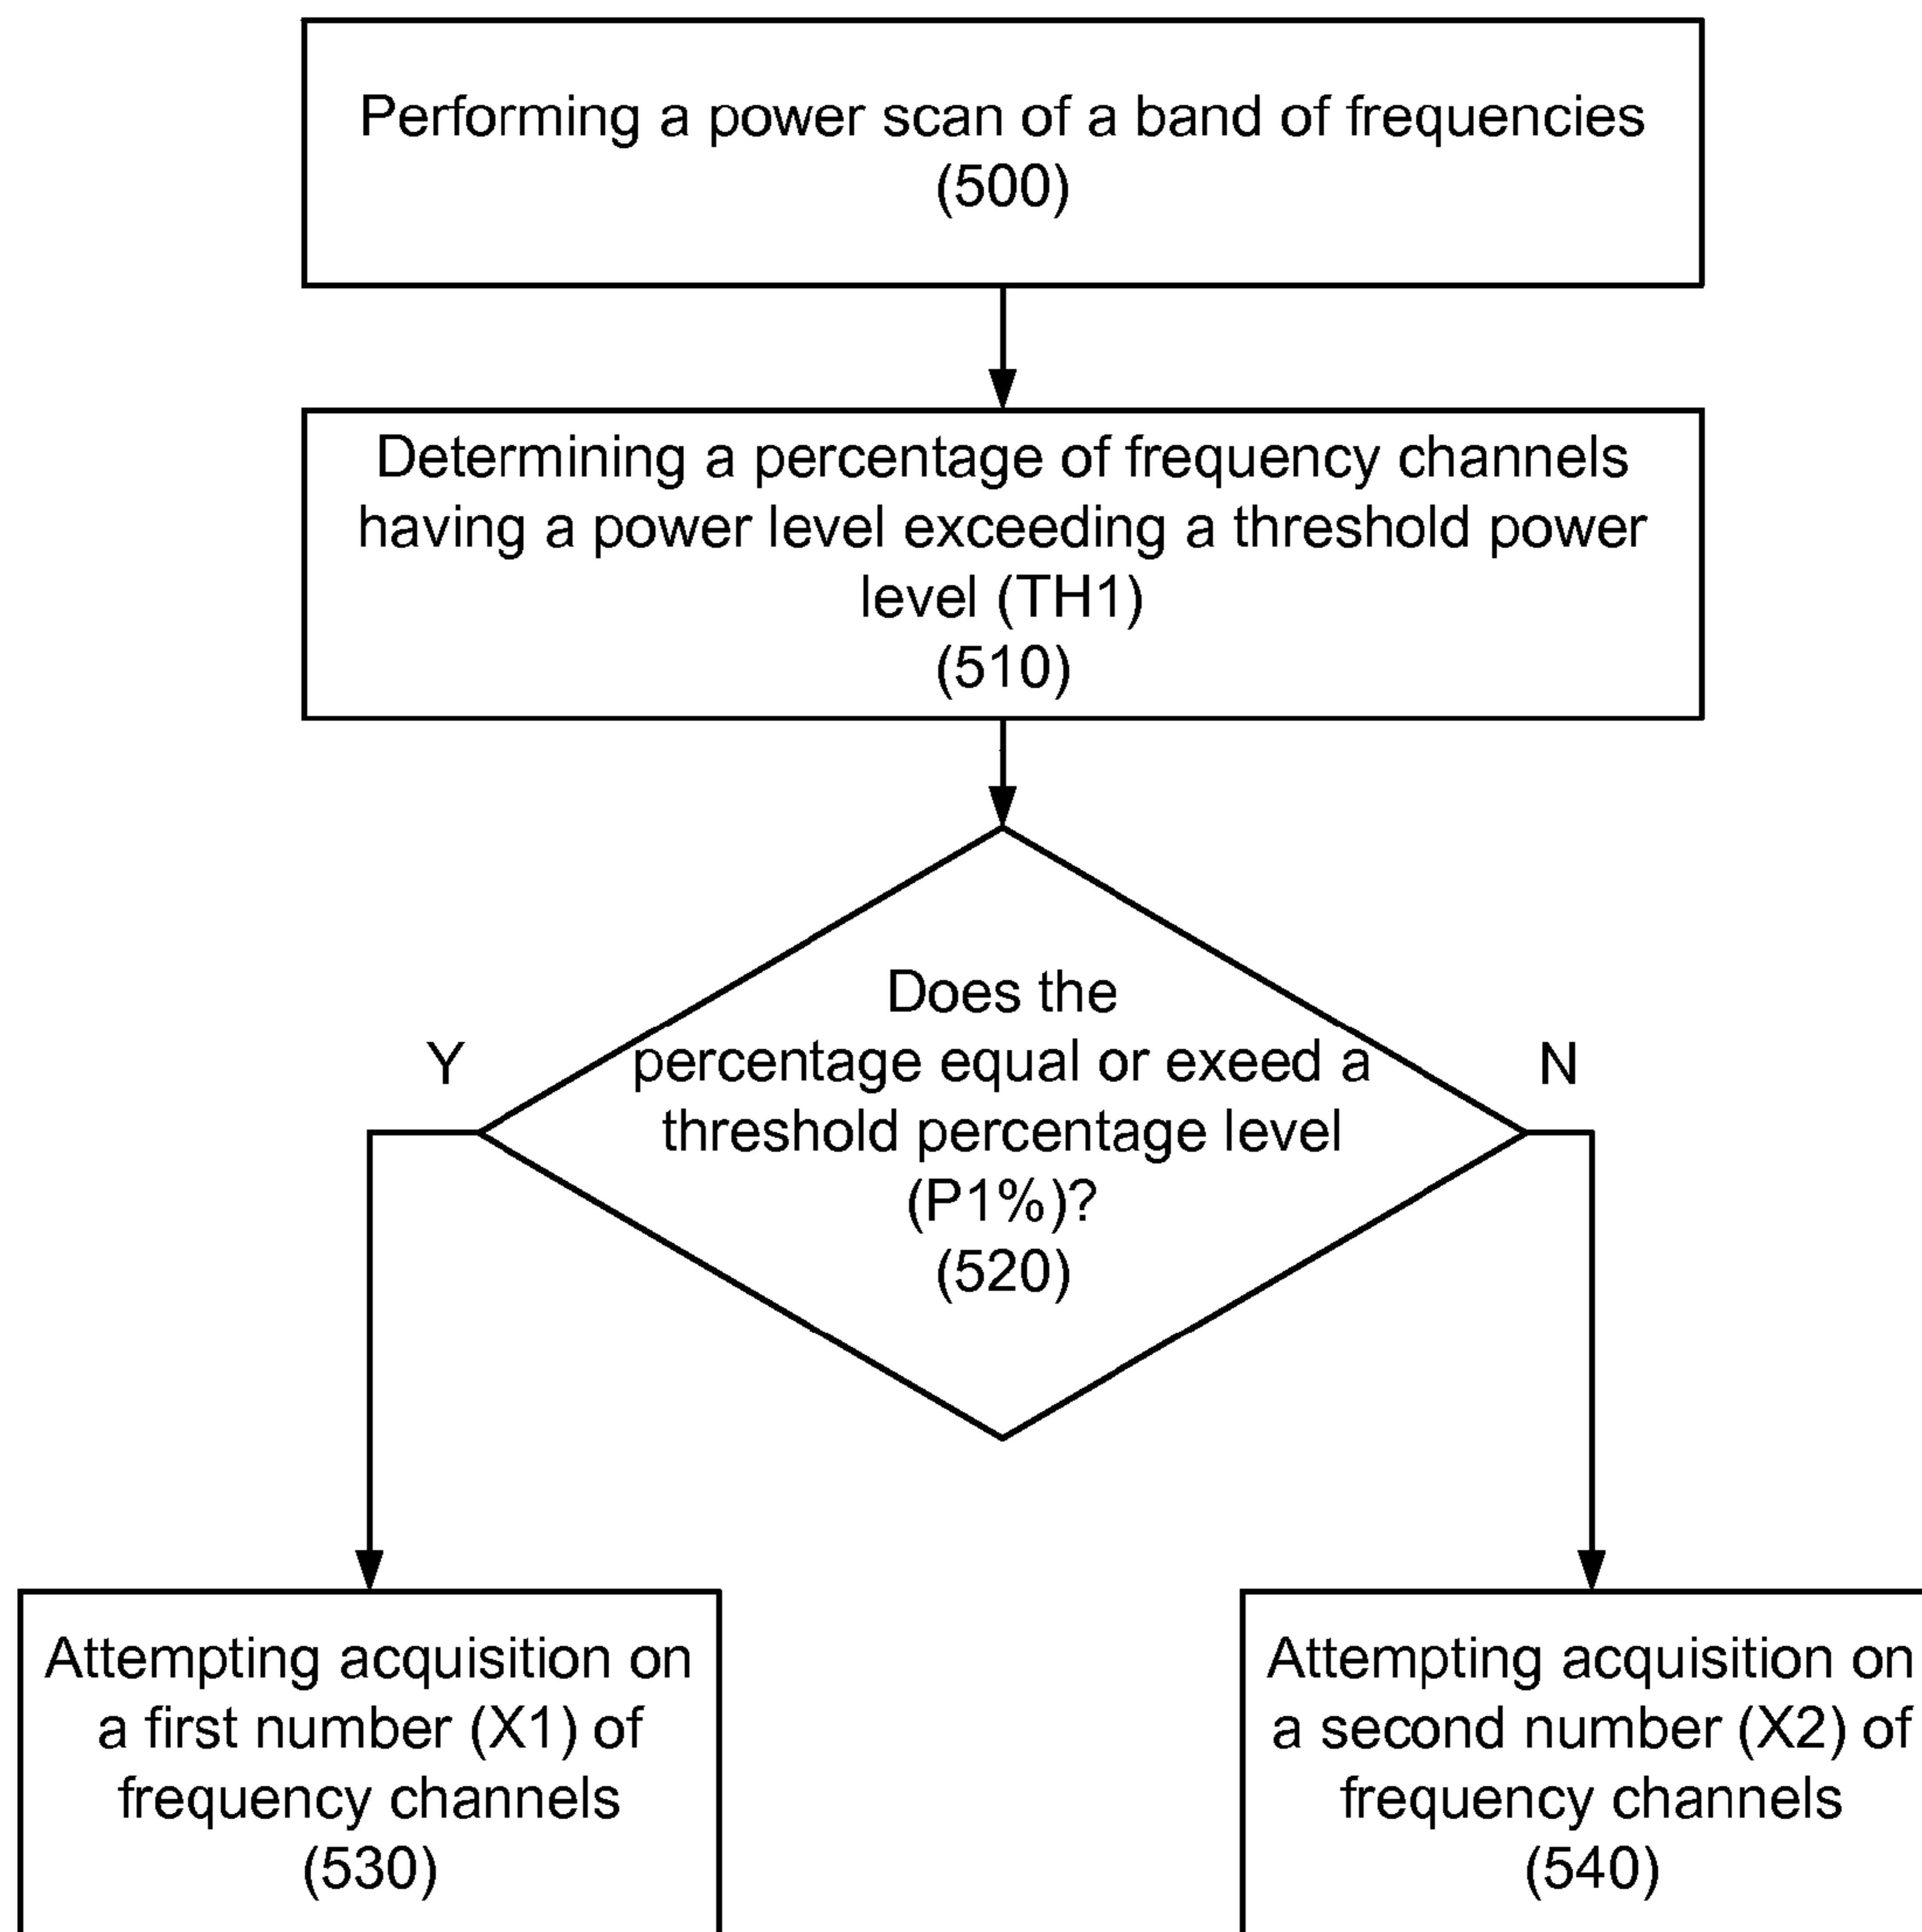 Performing a power scan of a band of frequencies
(500)
Determining a percentage of frequency channels
having a power level exceeding a threshold power
level (TH1)
(510)
Does the
percentage equal or exeed a
threshold percentage level
(P1%)?
(520)
Y
N
Attempting acquisition on
a first number (X1) of
frequency channels
(530)
Attempting acquisition on
a second number (X2) of
frequency channels
(540)